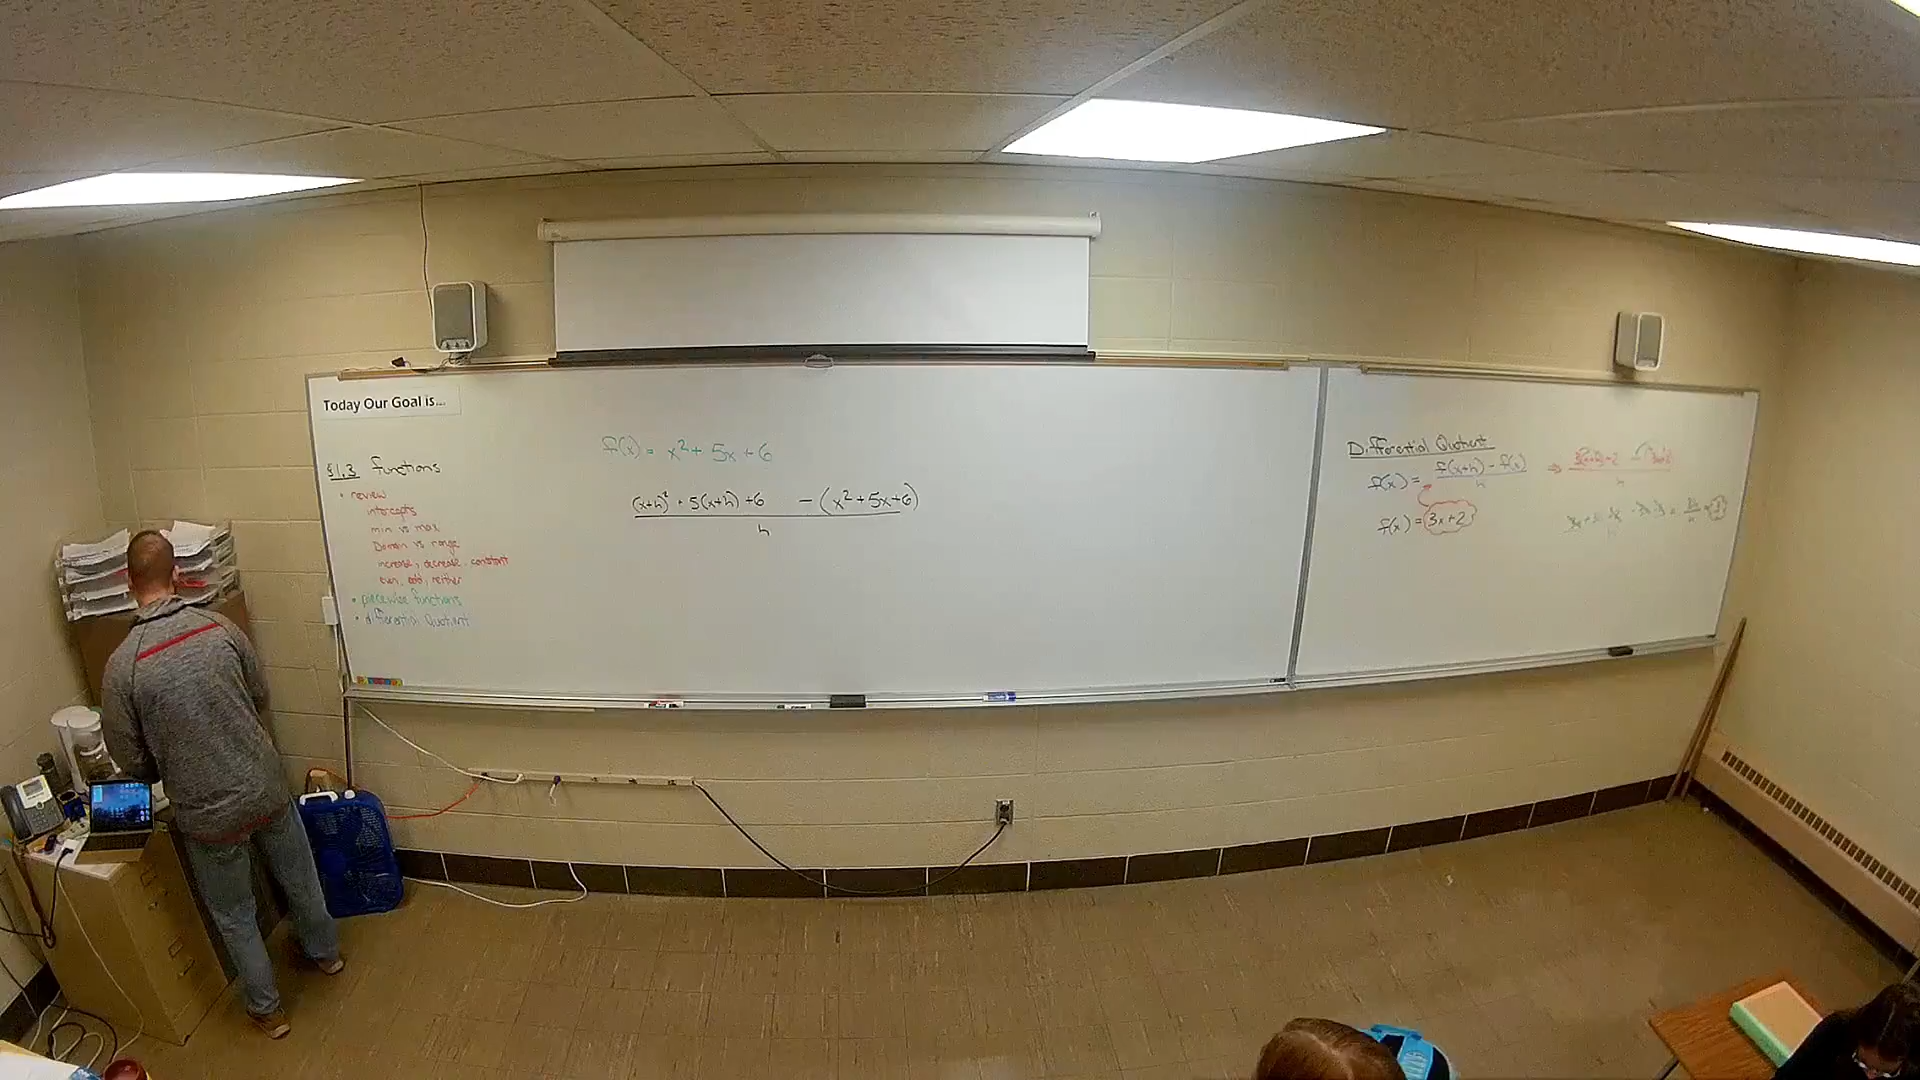 Today Our Goal is...
§1.3 functions
• review
intercepts
min vs max
Domain vs range
increase, decrease, constant
even, odd, neither
• piecewise functions
• differential Quotient
f(x) = x² + 5x + 6
(x+h)² + 5(x+h) + 6 - (x² + 5x + 6)
h
Differential Quotient
f(x) = f(x+h) - f(x)
h
f(x) = 3x+2